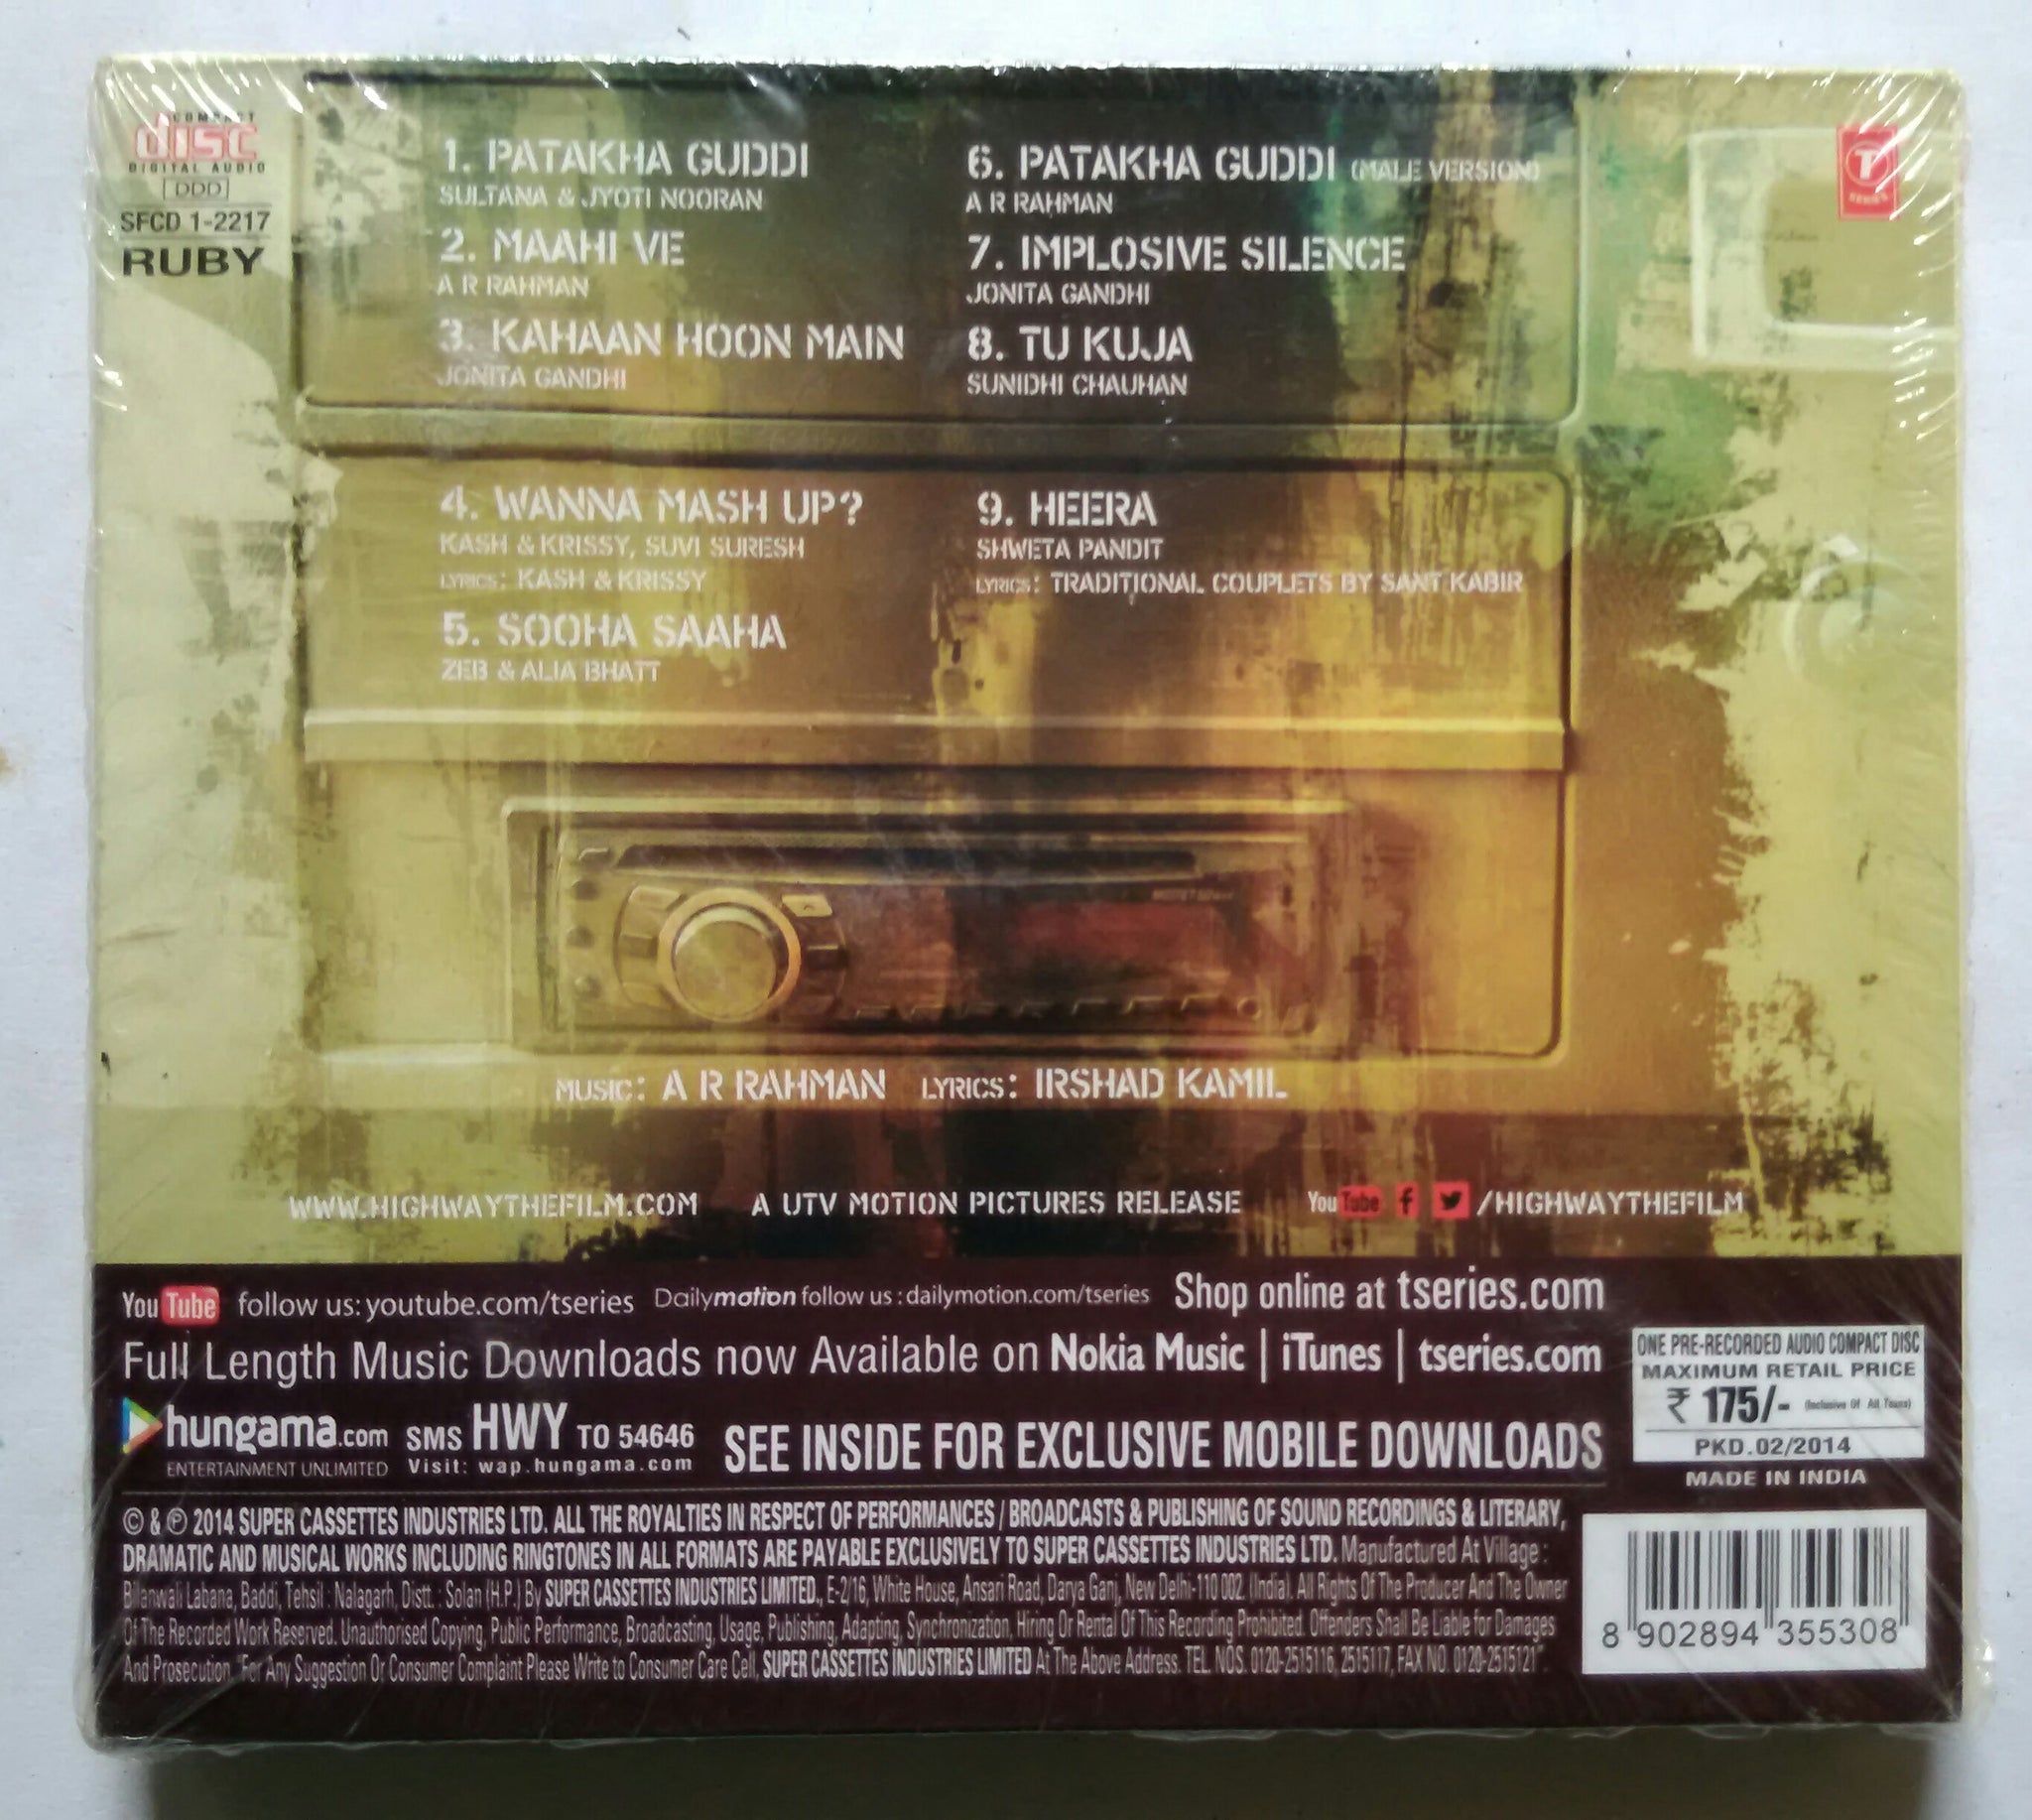 COMPACT
disc
DIGITAL AUDIO
DDD
SFCD 1-2217
RUBY
1. PATAKHA GUDDI
SULTANA & JYOTI NOORAN
2. MAAHI VE
A R RAHMAN
3. KAHAAN HOON MAIN
JONITA GANDHI
4. WANNA MASH UP?
KASH & KRISSY, SUVI SURESH
LYRICS: KASH & KRISSY
5. SOOHA SAAHA
ZEB & ALIA BHATT
6. PATAKHA GUDDI (MALE VERSION)
A R RAHMAN
7. IMPLOSIVE SILENCE
JONITA GANDHI
8. TU KUJA
SUNIDHI CHAUHAN
9. HEERA
SHWETA PANDIT
LYRICS: TRADITIONAL COUPLETS BY SANT KABIR
T
SERIES
MUSIC: A R RAHMAN LYRICS: IRSHAD KAMIL
WWW.HIGHWAYTHEFILM.COM A UTV MOTION PICTURES RELEASE YouTube f /HIGHWAYTHEFILM
YouTube follow us: youtube.com/tseries Dailymotion follow us : dailymotion.com/tseries Shop online at tseries.com
Full Length Music Downloads now Available on Nokia Music | iTunes | tseries.com
hungama.com SMS HWY TO 54646 SEE INSIDE FOR EXCLUSIVE MOBILE DOWNLOADS
ENTERTAINMENT UNLIMITED Visit: wap.hungama.com
ONE PRE-RECORDED AUDIO COMPACT DISC
MAXIMUM RETAIL PRICE
₹ 175/- (Inclusive Of All Taxes)
PKD.02/2014
MADE IN INDIA
© & ℗ 2014 SUPER CASSETTES INDUSTRIES LTD. ALL THE ROYALTIES IN RESPECT OF PERFORMANCES / BROADCASTS & PUBLISHING OF SOUND RECORDINGS & LITERARY,
DRAMATIC AND MUSICAL WORKS INCLUDING RINGTONES IN ALL FORMATS ARE PAYABLE EXCLUSIVELY TO SUPER CASSETTES INDUSTRIES LTD. Manufactured At Village :
Bilanwali Labana, Baddi, Tehsil : Nalagarh, Distt. : Solan (H.P.) By SUPER CASSETTES INDUSTRIES LIMITED., E-2/16, White House, Ansari Road, Darya Ganj, New Delhi-110 002. (India). All Rights Of The Producer And The Owner
Of The Recorded Work Reserved. Unauthorised Copying, Public Performance, Broadcasting, Usage, Publishing, Adapting, Synchronization, Hiring Or Rental Of This Recording Prohibited. Offenders Shall Be Liable for Damages
And Prosecution. "For Any Suggestion Or Consumer Complaint Please Write to Consumer Care Cell, SUPER CASSETTES INDUSTRIES LIMITED At The Above Address. TEL. NOS. 0120-2515116, 2515117, FAX NO. 0120-2515121".
8 902894 355308